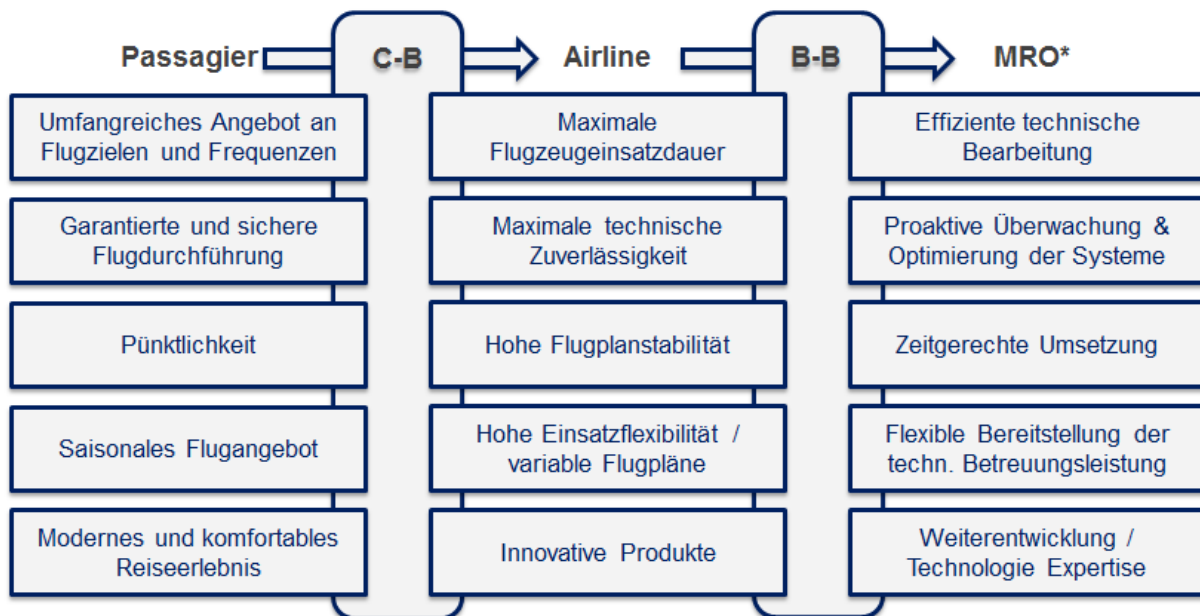 Passagier C-B Airline B-B MRO*
Umfangreiches Angebot an
Flugzielen und Frequenzen
Maximale
Flugzeugeinsatzdauer
Effiziente technische
Bearbeitung
Garantierte und sichere
Flugdurchführung
Maximale technische
Zuverlässigkeit
Proaktive Überwachung &
Optimierung der Systeme
Pünktlichkeit
Hohe Flugplanstabilität
Zeitgerechte Umsetzung
Saisonales Flugangebot
Hohe Einsatzflexibilität /
variable Flugpläne
Flexible Bereitstellung der
techn. Betreuungsleistung
Modernes und komfortables
Reiseerlebnis
Innovative Produkte
Weiterentwicklung /
Technologie Expertise